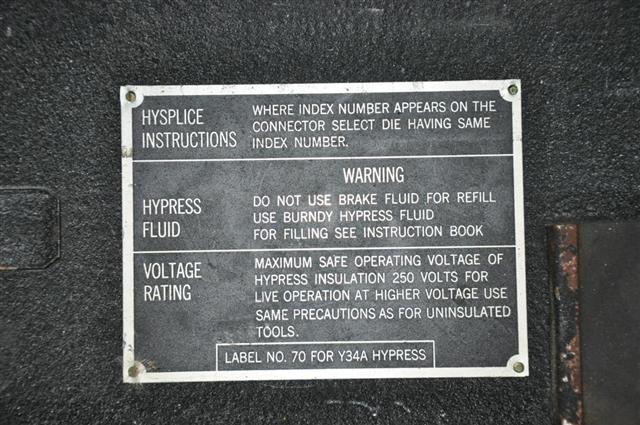 HYSPLICE INSTRUCTIONS
WHERE INDEX NUMBER APPEARS ON THE
CONNECTOR SELECT DIE HAVING SAME
INDEX NUMBER.
WARNING
HYPRESS FLUID
DO NOT USE BRAKE FLUID FOR REFILL
USE BURNDY HYPRESS FLUID
FOR FILLING SEE INSTRUCTION BOOK
VOLTAGE RATING
MAXIMUM SAFE OPERATING VOLTAGE OF
HYPRESS INSULATION 250 VOLTS FOR
LIVE OPERATION AT HIGHER VOLTAGE USE
SAME PRECAUTIONS AS FOR UNINSULATED
TOOLS.
LABEL NO. 70 FOR Y34A HYPRESS